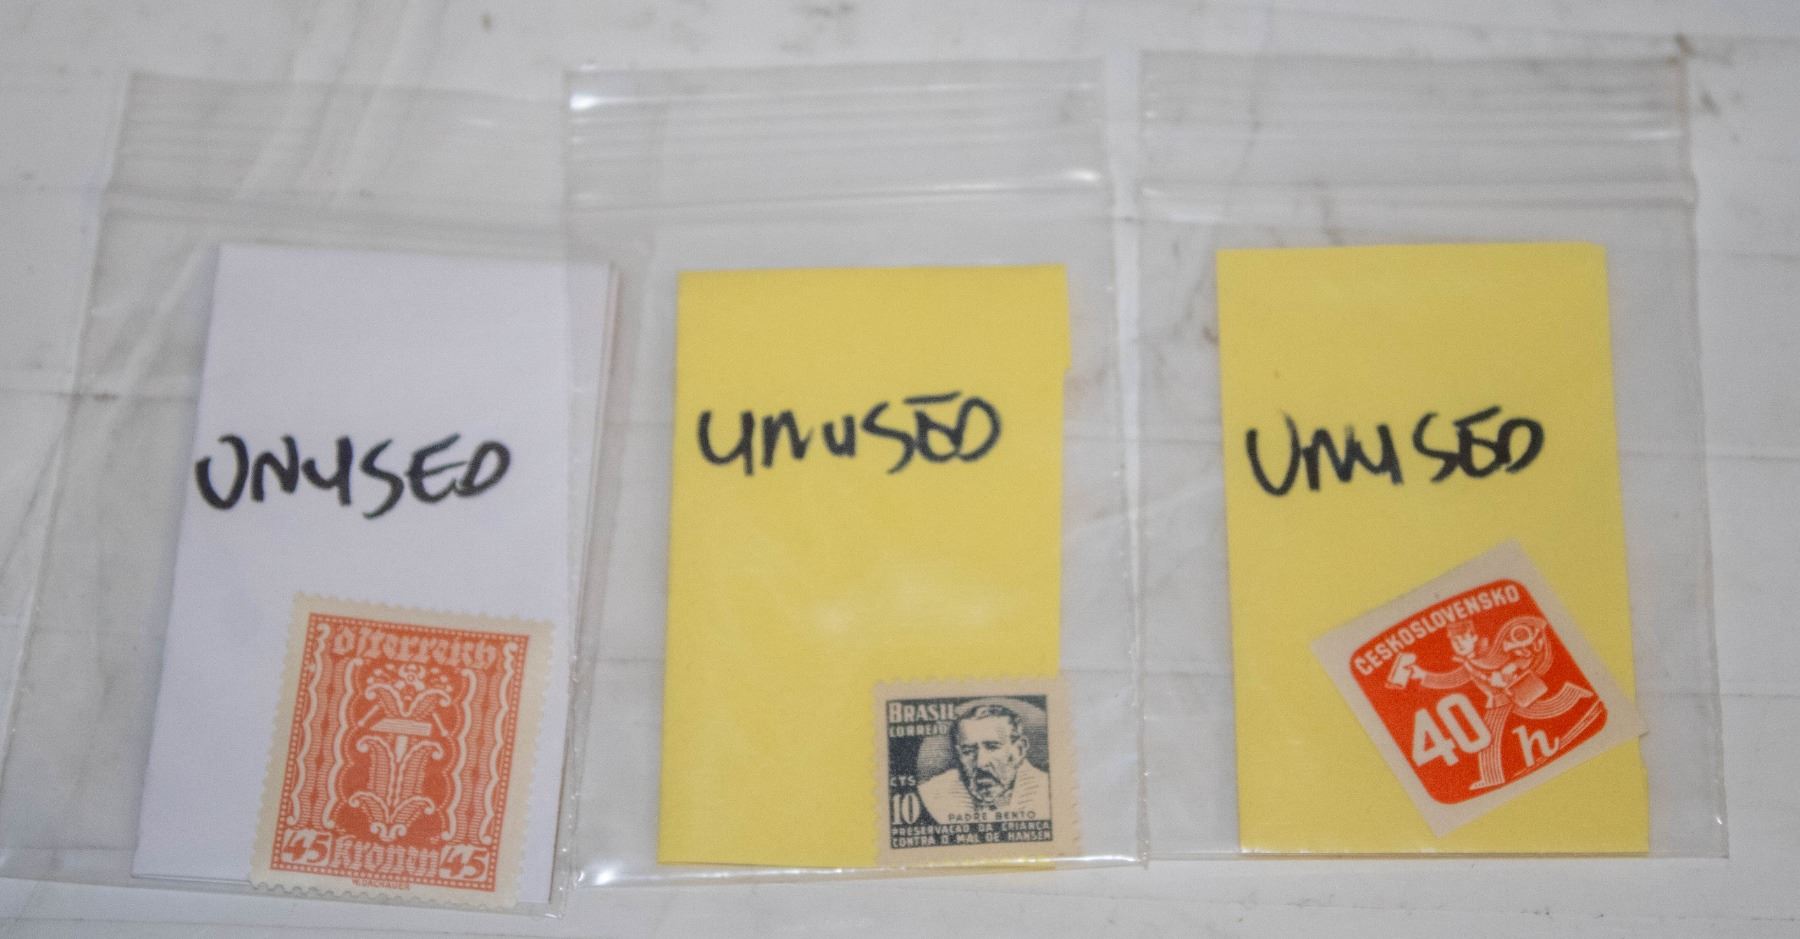 UNUSED
Österreich
45 kronen 45
W.DACHAUER
UNUSED
BRASIL
CORREIO
CTS
10
PADRE BENTO
PRESERVAÇÃO DA CRIANÇA
CONTRA O MAL DE HANSEN
UNUSED
ČESKOSLOVENSKO
40
h